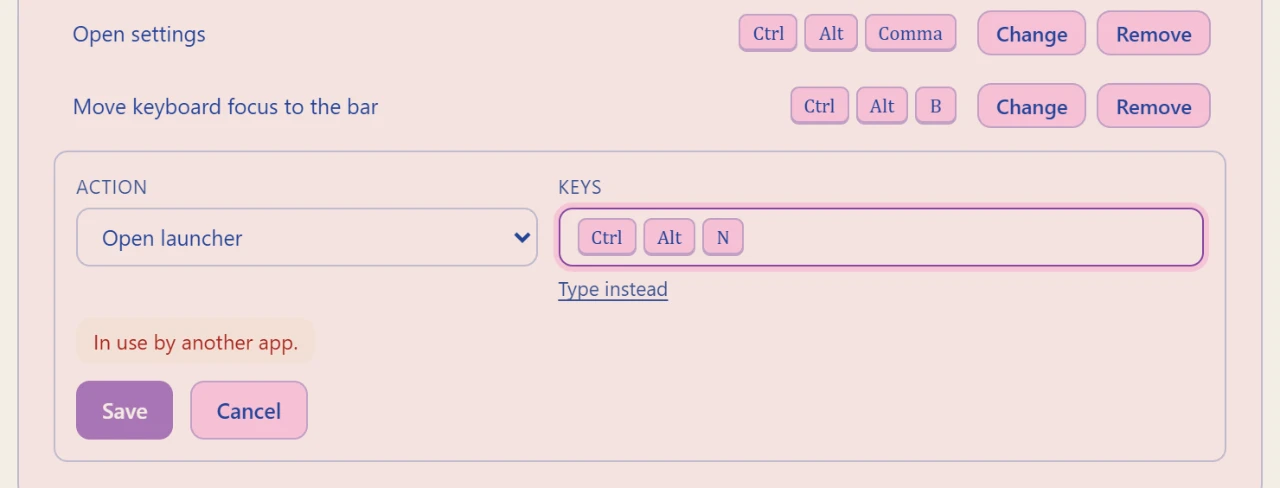 Open settings Ctrl Alt Comma Change Remove
Move keyboard focus to the bar Ctrl Alt B Change Remove
ACTION KEYS
Open launcher Ctrl Alt N
Type instead
In use by another app.
Save Cancel